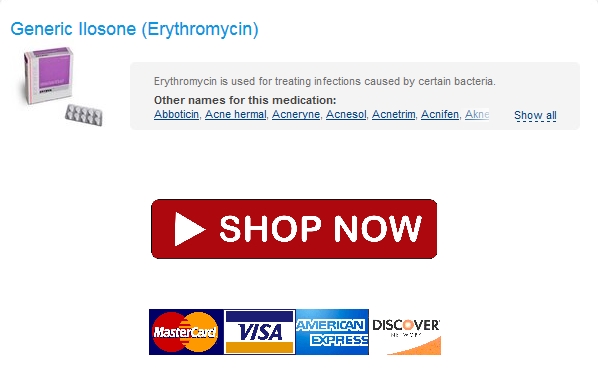 Generic Ilosone (Erythromycin)
Erythromycin is used for treating infections caused by certain bacteria.
Other names for this medication:
Abboticin, Acne hermal, Acneryne, Acnesol, Acnetrim, Acnifen, Akne
Show all
SHOP NOW
MasterCard
VISA
AMERICAN EXPRESS
DISCOVER
NETWORK